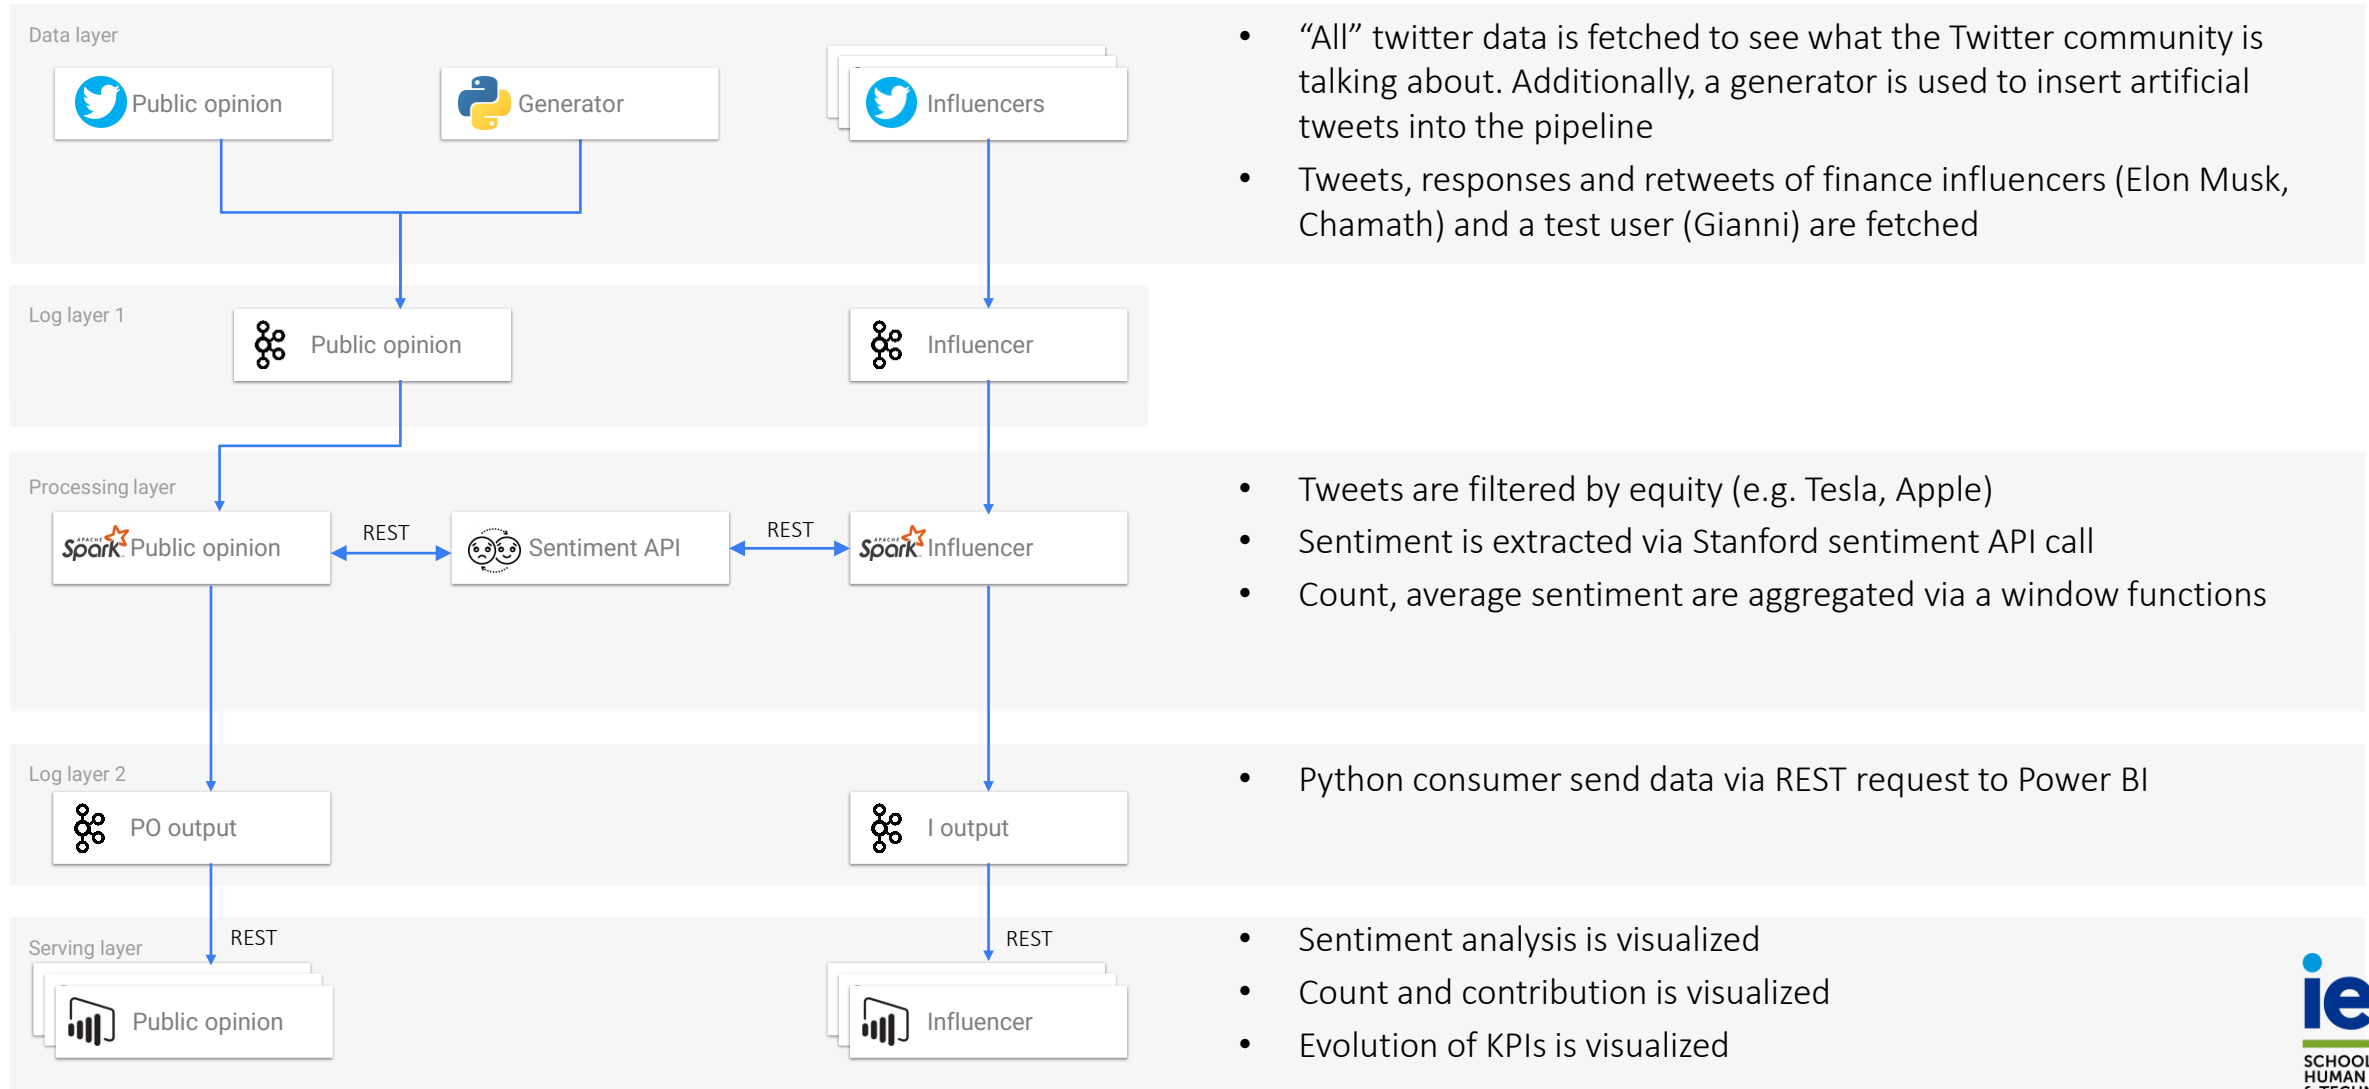 Data layer
Public opinion
Generator
Influencers
• “All” twitter data is fetched to see what the Twitter community is
talking about. Additionally, a generator is used to insert artificial
tweets into the pipeline
• Tweets, responses and retweets of finance influencers (Elon Musk,
Chamath) and a test user (Gianni) are fetched
Log layer 1
Public opinion
Influencer
Processing layer
APACHE Spark Public opinion
REST
Sentiment API
REST
APACHE Spark Influencer
• Tweets are filtered by equity (e.g. Tesla, Apple)
• Sentiment is extracted via Stanford sentiment API call
• Count, average sentiment are aggregated via a window functions
Log layer 2
PO output
I output
• Python consumer send data via REST request to Power BI
Serving layer
REST
REST
Public opinion
Influencer
• Sentiment analysis is visualized
• Count and contribution is visualized
• Evolution of KPIs is visualized
ie
SCHOOL
HUMAN